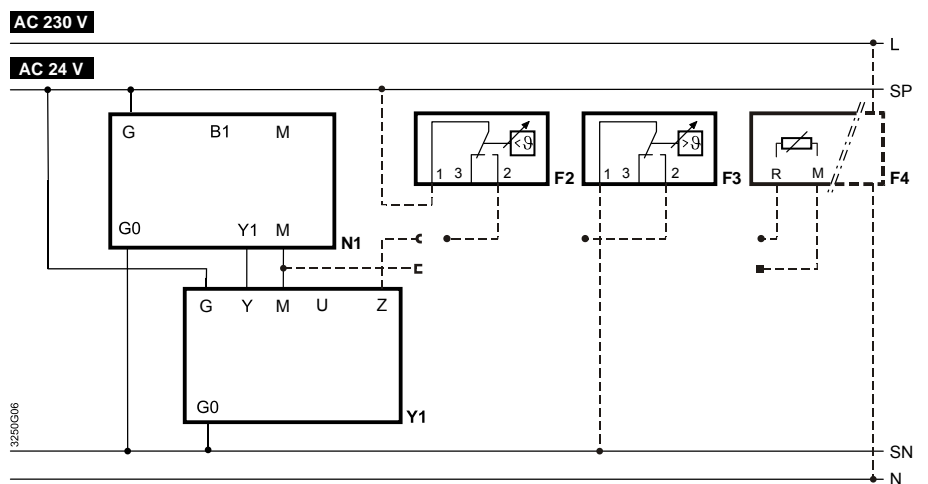 AC 230 V
L
AC 24 V
SP
G B1 M
<ϑ
>ϑ
1 3 2 F2
1 3 2 F3
R M F4
G0 Y1 M N1
G Y M U Z
G0 Y1
3250G06
SN
N